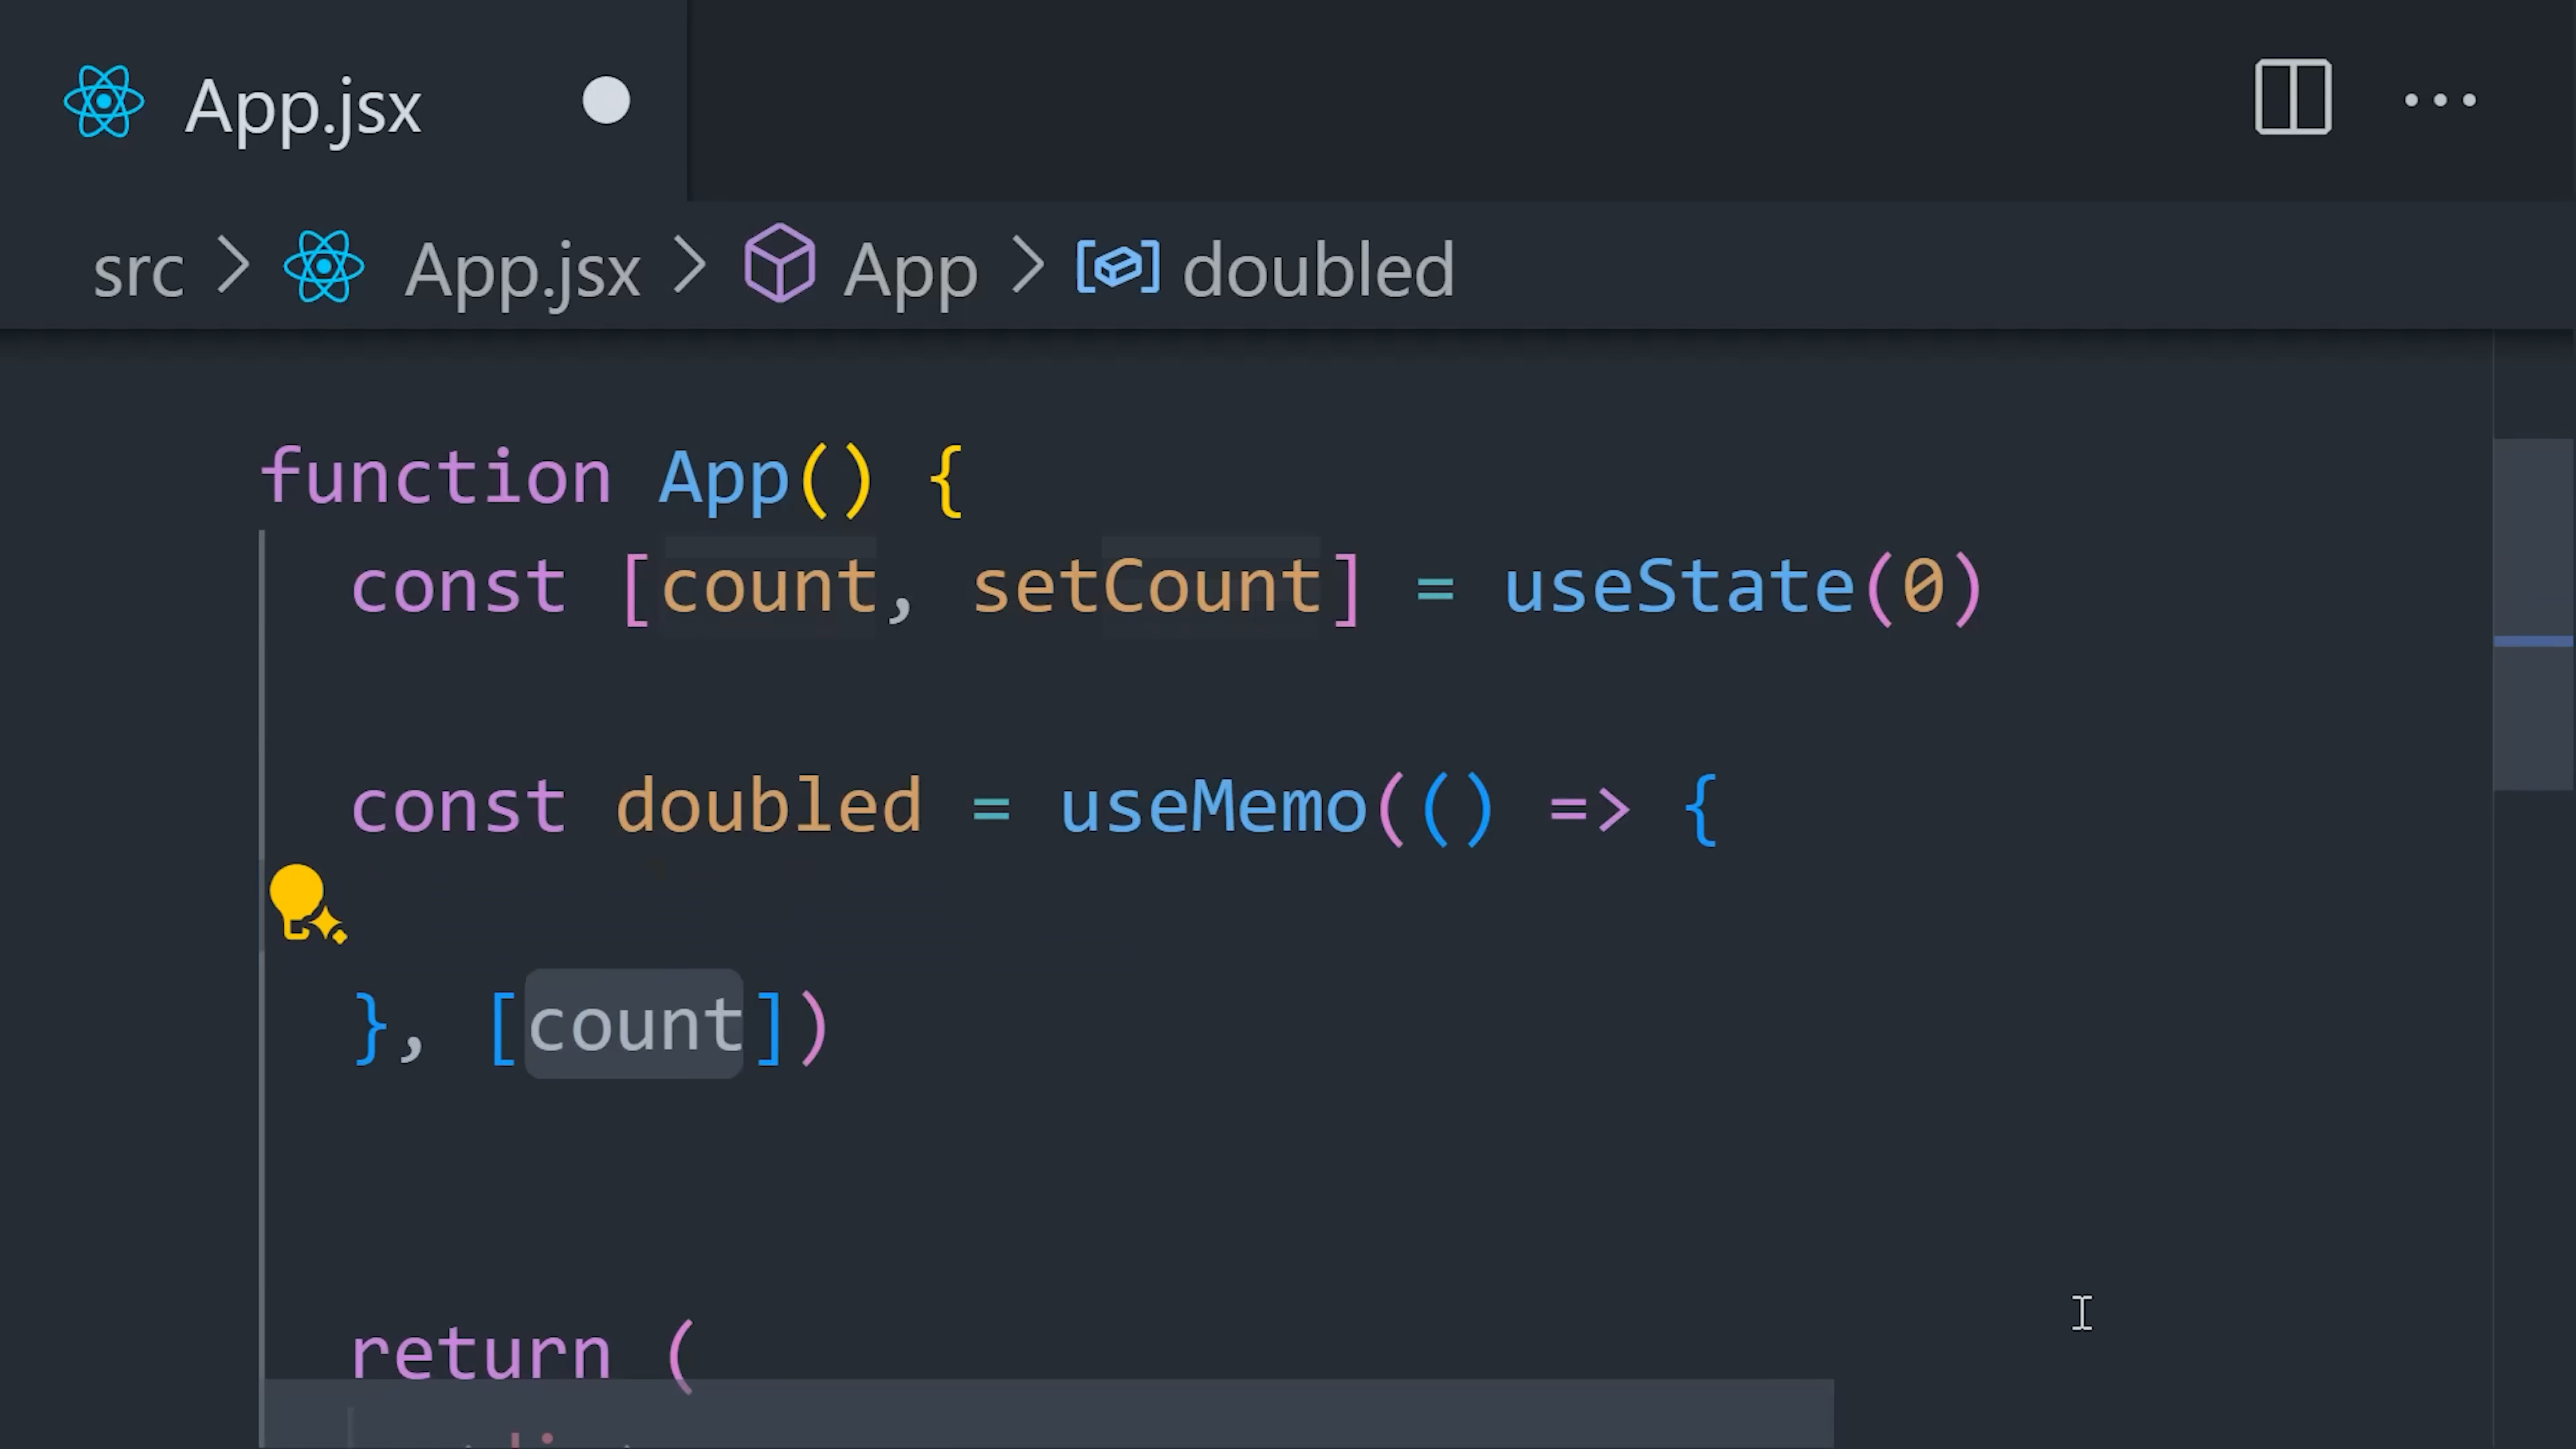 App.jsx
src > App.jsx > App > doubled
function App() {
const [count, setCount] = useState(0)
const doubled = useMemo(() => {
}, [count])
return (